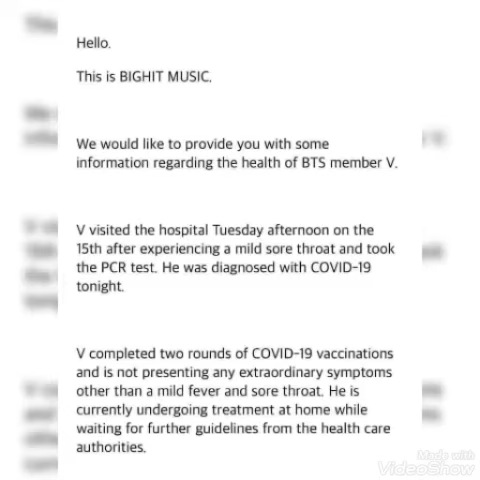 Hello.
This is BIGHIT MUSIC.
We would like to provide you with some
information regarding the health of BTS member V.
V visited the hospital Tuesday afternoon on the
15th after experiencing a mild sore throat and took
the PCR test. He was diagnosed with COVID-19
tonight.
V completed two rounds of COVID-19 vaccinations
and is not presenting any extraordinary symptoms
other than a mild fever and sore throat. He is
currently undergoing treatment at home while
waiting for further guidelines from the health care
authorities.
Made with
VideoShow